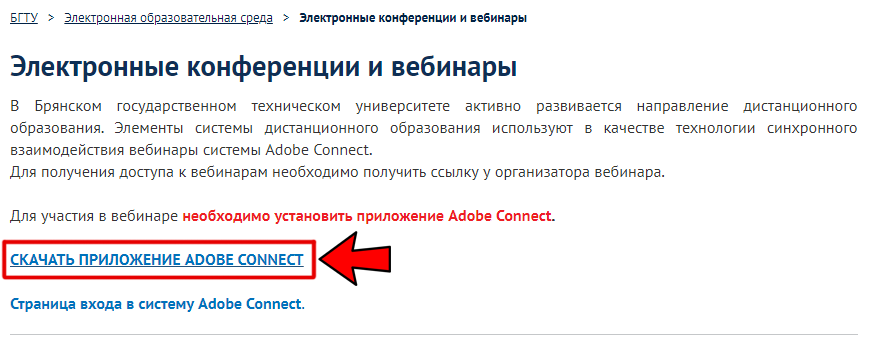 БГТУ > Электронная образовательная среда > Электронные конференции и вебинары
Электронные конференции и вебинары
В Брянском государственном техническом университете активно развивается направление дистанционного
образования. Элементы системы дистанционного образования используют в качестве технологии синхронного
взаимодействия вебинары системы Adobe Connect.
Для получения доступа к вебинарам необходимо получить ссылку у организатора вебинара.
Для участия в вебинаре необходимо установить приложение Adobe Connect.
СКАЧАТЬ ПРИЛОЖЕНИЕ ADOBE CONNECT
Страница входа в систему Adobe Connect.